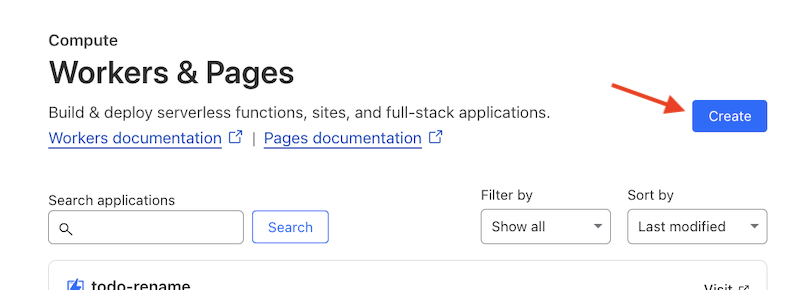 Compute
Workers & Pages
Build & deploy serverless functions, sites, and full-stack applications.
Create
Workers documentation | Pages documentation
Search applications
Filter by
Sort by
Search
Show all
Last modified
todo-rename
Visit